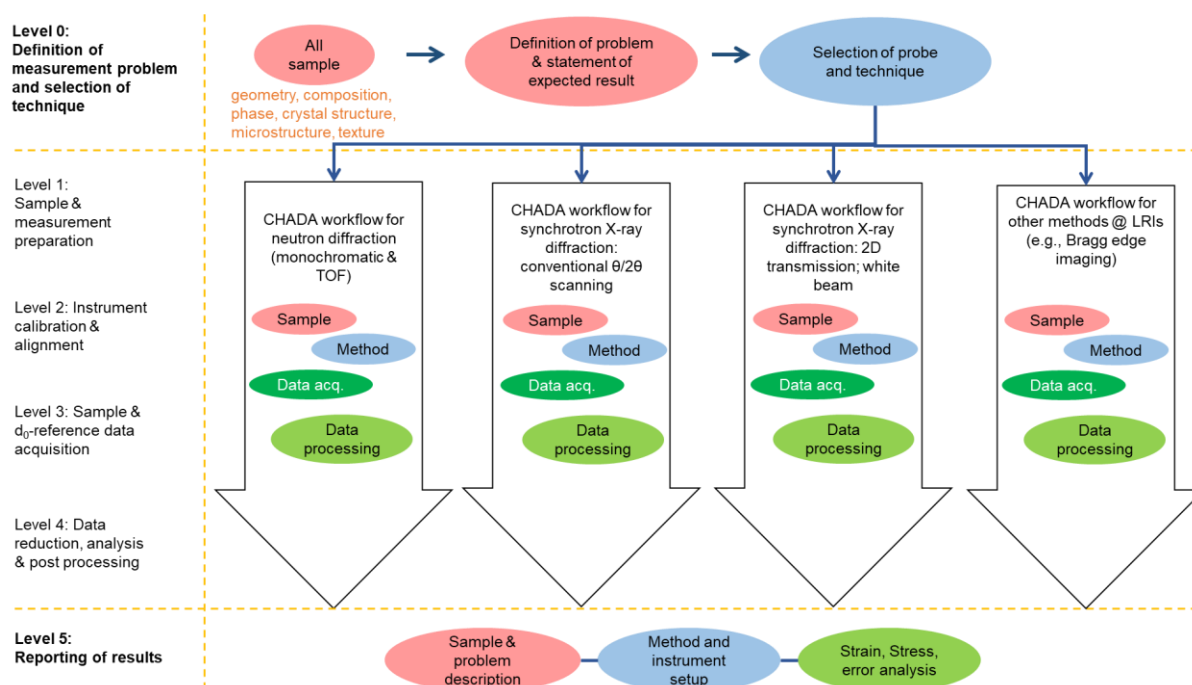 Level 0:
Definition of
measurement problem
and selection of
technique
All
sample
geometry, composition,
phase, crystal structure,
microstructure, texture
Definition of problem
& statement of
expected result
Selection of probe
and technique
Level 1:
Sample &
measurement
preparation
Level 2: Instrument
calibration &
alignment
Level 3: Sample &
d₀-reference data
acquisition
Level 4: Data
reduction, analysis
& post processing
CHADA workflow for
neutron diffraction
(monochromatic &
TOF)
Sample
Method
Data acq.
Data
processing
CHADA workflow for
synchrotron X-ray
diffraction:
conventional θ/2θ
scanning
Sample
Method
Data acq.
Data
processing
CHADA workflow for
synchrotron X-ray
diffraction: 2D
transmission; white
beam
Sample
Method
Data acq.
Data
processing
CHADA workflow for
other methods @ LRIs
(e.g., Bragg edge
imaging)
Sample
Method
Data acq.
Data
processing
Level 5:
Reporting of results
Sample &
problem
description
Method and
instrument
setup
Strain, Stress,
error analysis